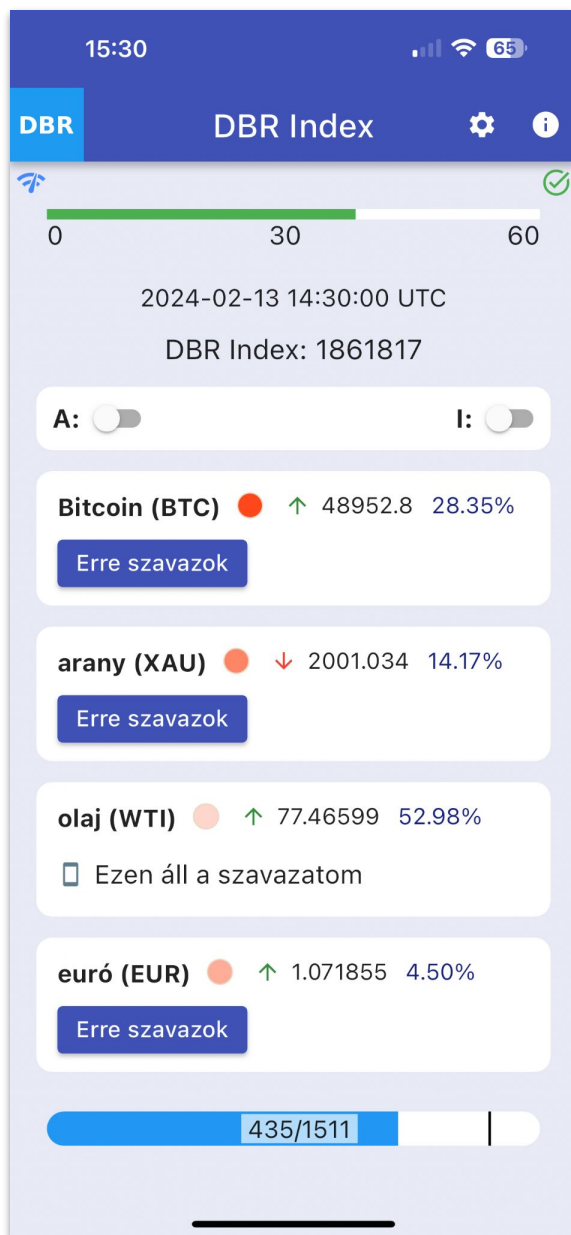 15:30 65
DBR DBR Index
0 30 60
2024-02-13 14:30:00 UTC
DBR Index: 1861817
A: I:
Bitcoin (BTC) ↑ 48952.8 28.35%
Erre szavazok
arany (XAU) ↓ 2001.034 14.17%
Erre szavazok
olaj (WTI) ↑ 77.46599 52.98%
Ezen áll a szavazatom
euró (EUR) ↑ 1.071855 4.50%
Erre szavazok
435/1511